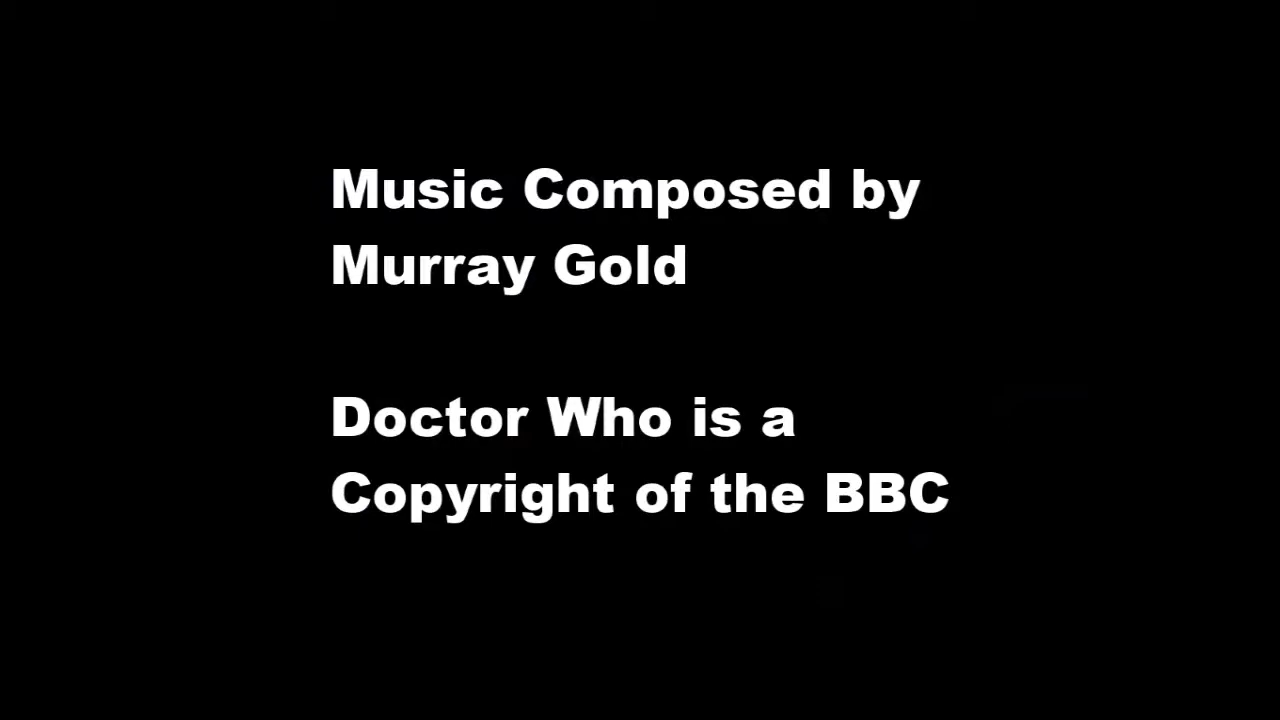 Music Composed by
Murray Gold
Doctor Who is a
Copyright of the BBC